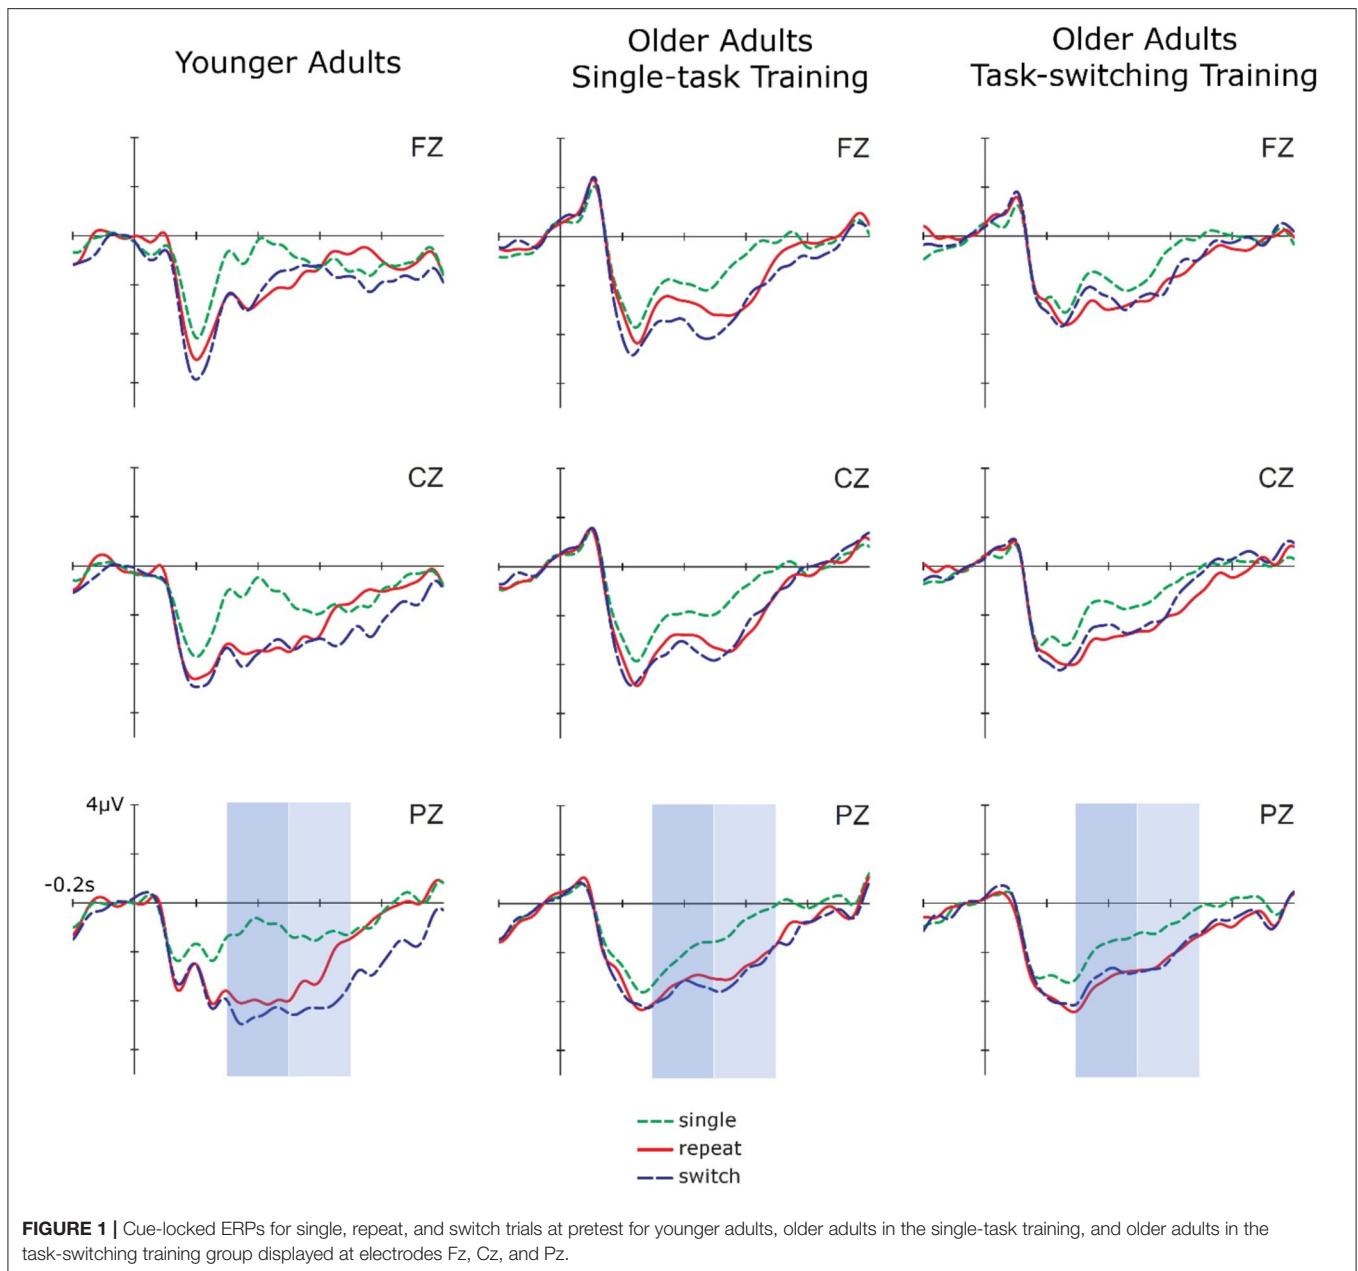 Younger Adults
Older Adults
Single-task Training
Older Adults
Task-switching Training
FZ
FZ
FZ
CZ
CZ
CZ
4µV
-0.2s
PZ
PZ
PZ
single
repeat
switch
FIGURE 1 | Cue-locked ERPs for single, repeat, and switch trials at pretest for younger adults, older adults in the single-task training, and older adults in the
task-switching training group displayed at electrodes Fz, Cz, and Pz.